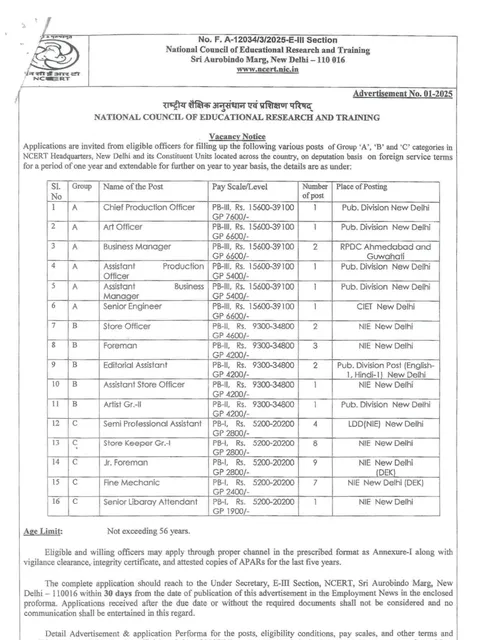 No. F. A-12034/3/2025-E-III Section
National Council of Educational Research and Training
Sri Aurobindo Marg, New Delhi – 110 016
www.ncert.nic.in
एन सी ई आर टी
NCERT
Advertisement No. 01-2025
राष्ट्रीय शैक्षिक अनुसंधान एवं प्रशिक्षण परिषद्
NATIONAL COUNCIL OF EDUCATIONAL RESEARCH AND TRAINING
Vacancy Notice
Applications are invited from eligible officers for filling up the following various posts of Group 'A', 'B' and 'C' categories in
NCERT Headquarters, New Delhi and its Constituent Units located across the country, on deputation basis on foreign service terms
for a period of one year and extendable for further on year to year basis, the details are as under:
Sl. No Group Name of the Post Pay Scale/Level Number of post Place of Posting
1 A Chief Production Officer PB-III, Rs. 15600-39100 GP 7600/- 1 Pub. Division New Delhi
2 A Art Officer PB-III, Rs. 15600-39100 GP 6600/- 1 Pub. Division New Delhi
3 A Business Manager PB-III, Rs. 15600-39100 GP 6600/- 2 RPDC Ahmedabad and Guwahati
4 A Assistant Production Officer PB-III, Rs. 15600-39100 GP 5400/- 1 Pub. Division New Delhi
5 A Assistant Business Manager PB-III, Rs. 15600-39100 GP 5400/- 1 Pub. Division New Delhi
6 A Senior Engineer PB-III, Rs. 15600-39100 GP 6600/- 1 CIET New Delhi
7 B Store Officer PB-II, Rs. 9300-34800 GP 4600/- 2 NIE New Delhi
8 B Foreman PB-II, Rs. 9300-34800 GP 4200/- 3 NIE New Delhi
9 B Editorial Assistant PB-II, Rs. 9300-34800 GP 4200/- 2 Pub. Division Post (English-1, Hindi-1) New Delhi
10 B Assistant Store Officer PB-II, Rs. 9300-34800 GP 4200/- 1 NIE New Delhi
11 B Artist Gr.-II PB-II, Rs. 9300-34800 GP 4200/- 1 Pub. Division New Delhi
12 C Semi Professional Assistant PB-I, Rs. 5200-20200 GP 2800/- 4 LDD(NIE) New Delhi
13 C Store Keeper Gr.-I PB-I, Rs. 5200-20200 GP 2800/- 8 NIE New Delhi
14 C Jr. Foreman PB-I, Rs. 5200-20200 GP 2800/- 9 NIE New Delhi (DEK)
15 C Fine Mechanic PB-I, Rs. 5200-20200 GP 2400/- 7 NIE New Delhi (DEK)
16 C Senior Libaray Attendant PB-I, Rs. 5200-20200 GP 1900/- 1 NIE New Delhi
Age Limit: Not exceeding 56 years.
Eligible and willing officers may apply through proper channel in the prescribed format as Annexure-I along with
vigilance clearance, integrity certificate, and attested copies of APARs for the last five years.
The complete application should reach to the Under Secretary, E-III Section, NCERT, Sri Aurobindo Marg, New
Delhi – 110016 within 30 days from the date of publication of this advertisement in the Employment News in the enclosed
proforma. Applications received after the due date or without the required documents shall not be considered and no
communication shall be entertained in this regard.
Detail Advertisement & application Performa for the posts, eligibility conditions, pay scales, and other terms and